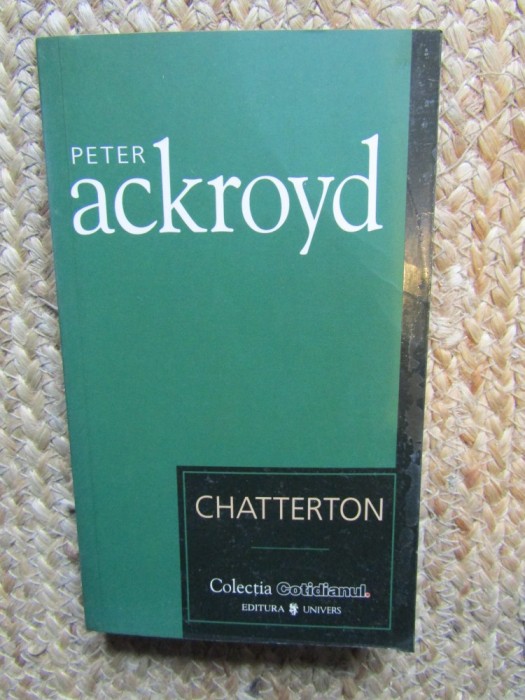 PETER
ackroyd
CHATTERTON
Colecția Cotidianul.
EDITURA UNIVERS